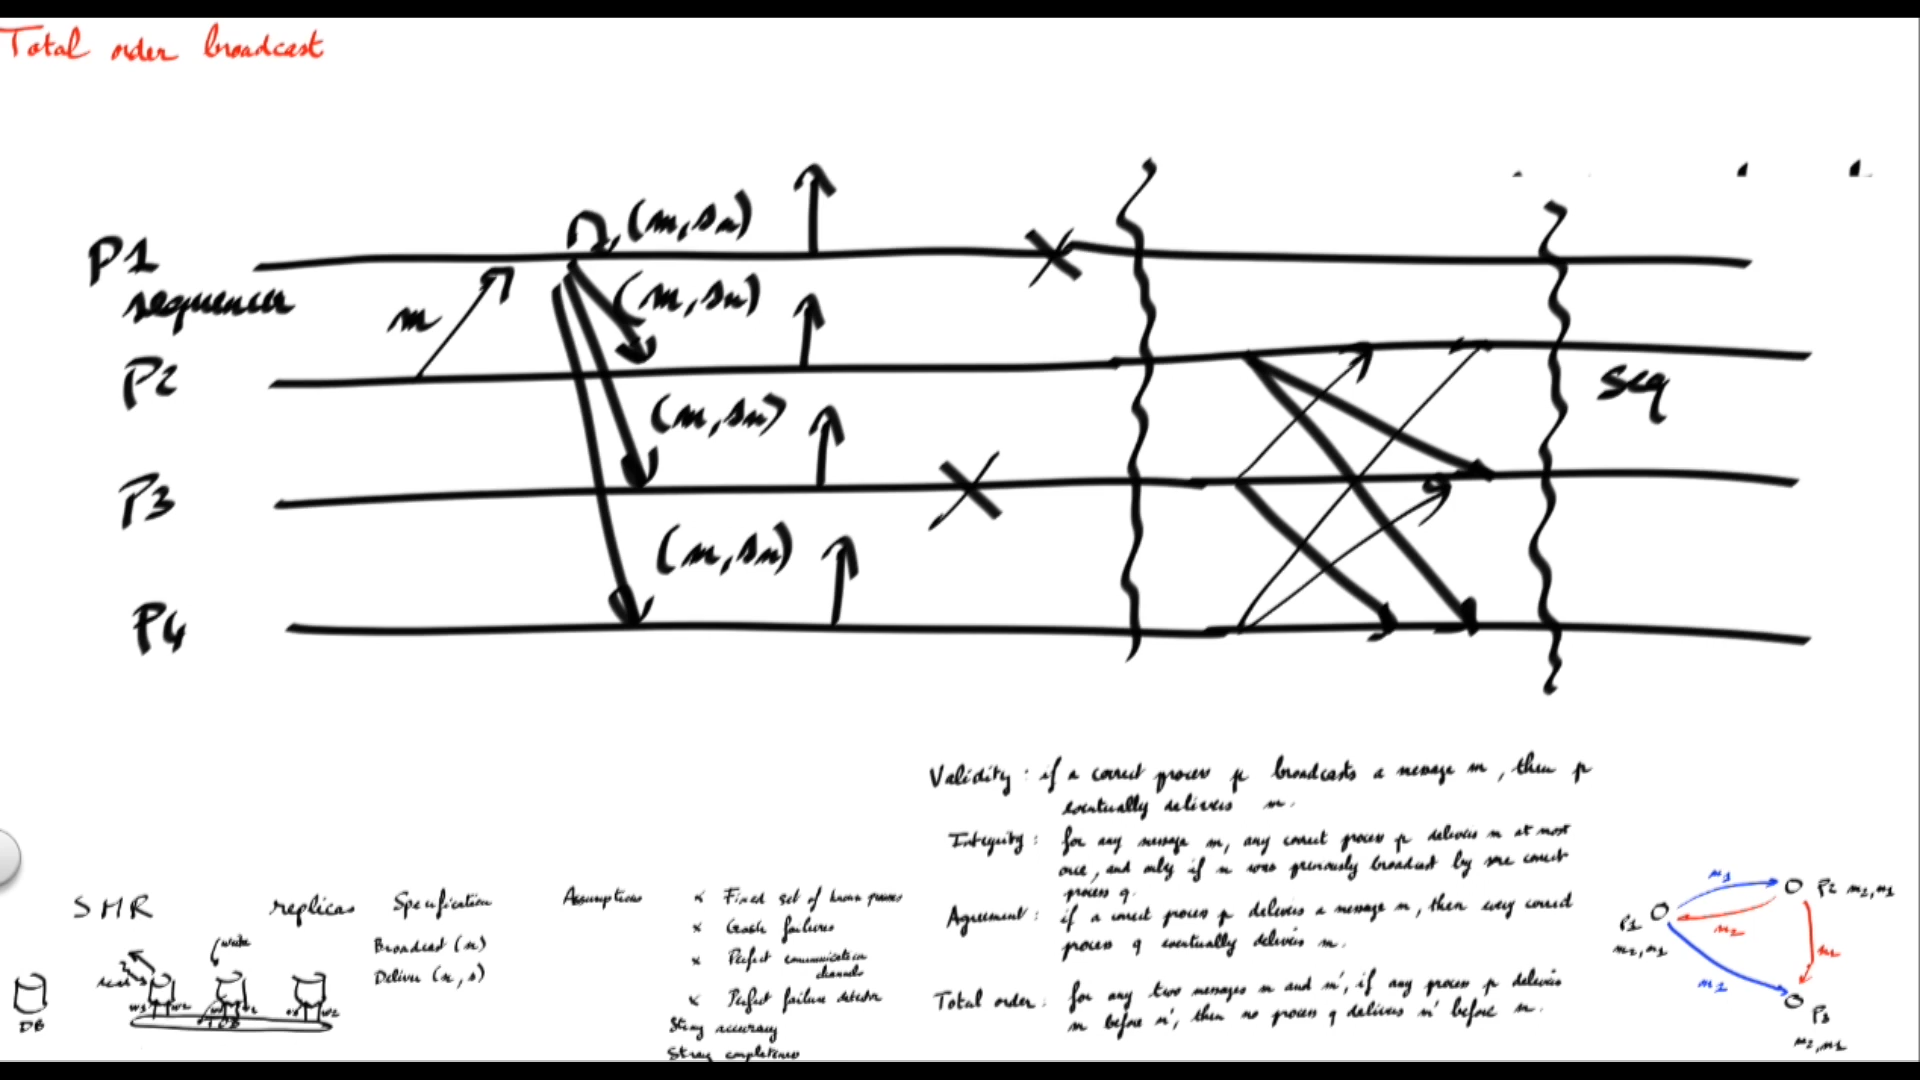 Total order broadcast
P1
sequencer
m
(m,sn)
(m,sn)
P2
(m,sn)
seq
P3
(m,sn)
P4
Validity : if a correct process p broadcasts a message m, then p
eventually delivers m.
Integrity : for any message m, any correct process p delivers m at most
once, and only if m was previously broadcast by some correct
process q.
Agreement : if a correct process p delivers a message m, then every correct
process q eventually delivers m.
Total order : for any two messages m and m', if any process p delivers
m before m', then no process q delivers m' before m.
SMR
replicas
DB
write
Specification
Broadcast (m)
Deliver (m, s)
Assumptions
x Fixed set of known process
x Crash failures
x Perfect communication
channels
x Perfect failure detector
Strong accuracy
Strong completeness
P1
m2, m1
P2 m2, m1
m2
P3
m2, m1